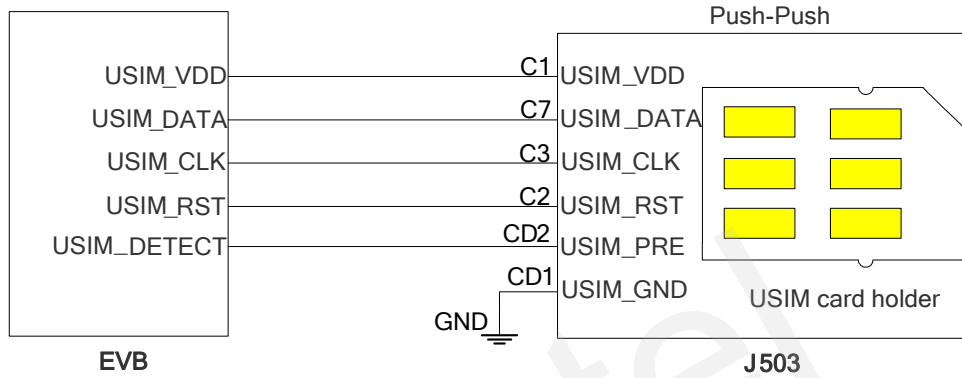 Push-Push
USIM_VDD C1 USIM_VDD
USIM_DATA C7 USIM_DATA
USIM_CLK C3 USIM_CLK
USIM_RST C2 USIM_RST
USIM_DETECT CD2 USIM_PRE
CD1 USIM_GND
GND
USIM card holder
EVB
J503